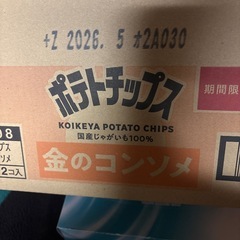 +Z 2026. 5 オ2A030
ポテトチップス
期間限
KOIKEYA POTATO CHIPS
国産じゃがいも100%
金のコンソメ
08
プス
ソメ
2コ入